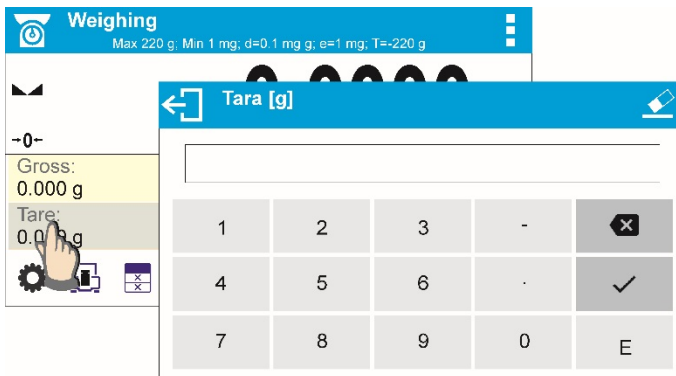 Weighing
Max 220 g; Min 1 mg; d=0.1 mg g; e=1 mg; T=-220 g
→0←
Tara [g]
Gross:
0.000 g
Tare:
1 2 3 -
4 5 6 .
7 8 9 0 E